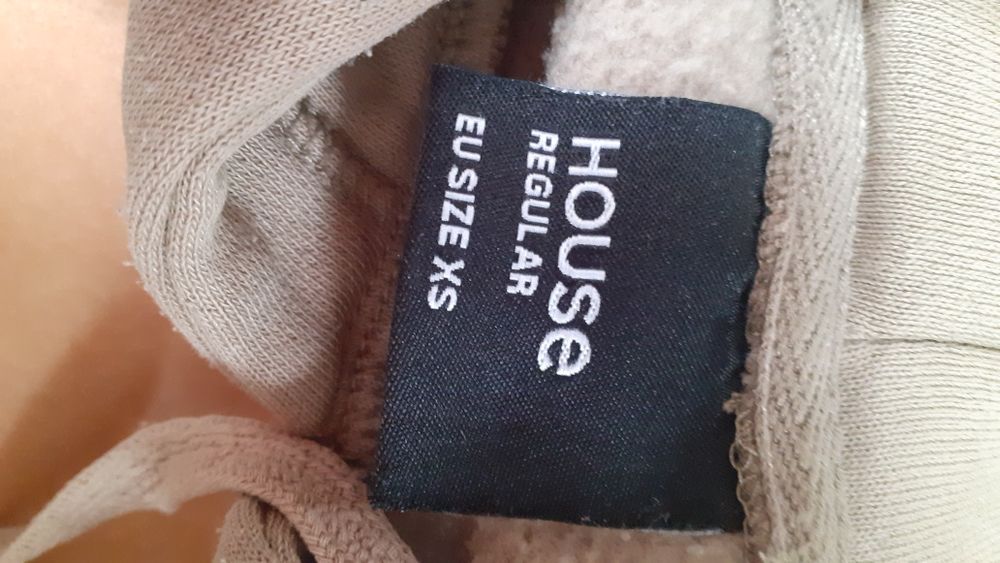 HOUSe
REGULAR
EU SIZE XS